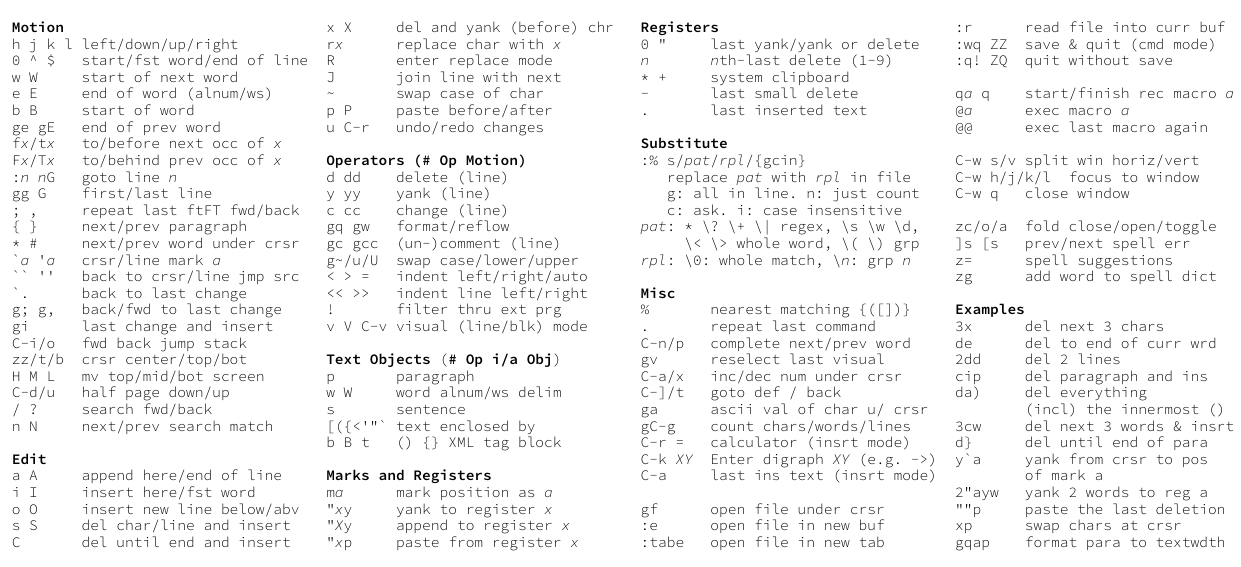 Motion
h j k l left/down/up/right
0 ^ $ start/fst word/end of line
w W start of next word
e E end of word (alnum/ws)
b B start of word
ge gE end of prev word
fx/tx to/before next occ of x
Fx/Tx to/behind prev occ of x
:n nG goto line n
gg G first/last line
; , repeat last ftFT fwd/back
{ } next/prev paragraph
* # next/prev word under crsr
`a 'a crsr/line mark a
`` '' back to crsr/line jmp src
`. back to last change
g; g, back/fwd to last change
gi last change and insert
C-i/o fwd back jump stack
zz/t/b crsr center/top/bot
H M L mv top/mid/bot screen
C-d/u half page down/up
/ ? search fwd/back
n N next/prev search match
Edit
a A append here/end of line
i I insert here/fst word
o O insert new line below/abv
s S del char/line and insert
C del until end and insert
x X del and yank (before) chr
rx replace char with x
R enter replace mode
J join line with next
~ swap case of char
p P paste before/after
u C-r undo/redo changes
Operators (# Op Motion)
d dd delete (line)
y yy yank (line)
c cc change (line)
gq gw format/reflow
gc gcc (un-)comment (line)
g~/u/U swap case/lower/upper
< > = indent left/right/auto
<< >> indent line left/right
! filter thru ext prg
v V C-v visual (line/blk) mode
Text Objects (# Op i/a Obj)
p paragraph
w W word alnum/ws delim
s sentence
[({<'"` text enclosed by
b B t () {} XML tag block
Marks and Registers
ma mark position as a
"xy yank to register x
"Xy append to register x
"xp paste from register x
Registers
0 " last yank/yank or delete
n nth-last delete (1-9)
* + system clipboard
- last small delete
. last inserted text
Substitute
:% s/pat/rpl/{gcin}
replace pat with rpl in file
g: all in line. n: just count
c: ask. i: case insensitive
pat: * \? \+ \| regex, \s \w \d,
\< \> whole word, \( \) grp
rpl: \0: whole match, \n: grp n
Misc
% nearest matching {([])}
. repeat last command
C-n/p complete next/prev word
gv reselect last visual
C-a/x inc/dec num under crsr
C-]/t goto def / back
ga ascii val of char u/ crsr
gC-g count chars/words/lines
C-r = calculator (insrt mode)
C-k XY Enter digraph XY (e.g. ->)
C-a last ins text (insrt mode)
gf open file under crsr
:e open file in new buf
:tabe open file in new tab
:r read file into curr buf
:wq ZZ save & quit (cmd mode)
:q! ZQ quit without save
qa q start/finish rec macro a
@a exec macro a
@@ exec last macro again
C-w s/v split win horiz/vert
C-w h/j/k/l focus to window
C-w q close window
zc/o/a fold close/open/toggle
]s [s prev/next spell err
z= spell suggestions
zg add word to spell dict
Examples
3x del next 3 chars
de del to end of curr wrd
2dd del 2 lines
cip del paragraph and ins
da) del everything
(incl) the innermost ()
3cw del next 3 words & insrt
d} del until end of para
y`a yank from crsr to pos
of mark a
2"ayw yank 2 words to reg a
""p paste the last deletion
xp swap chars at crsr
gqap format para to textwdth